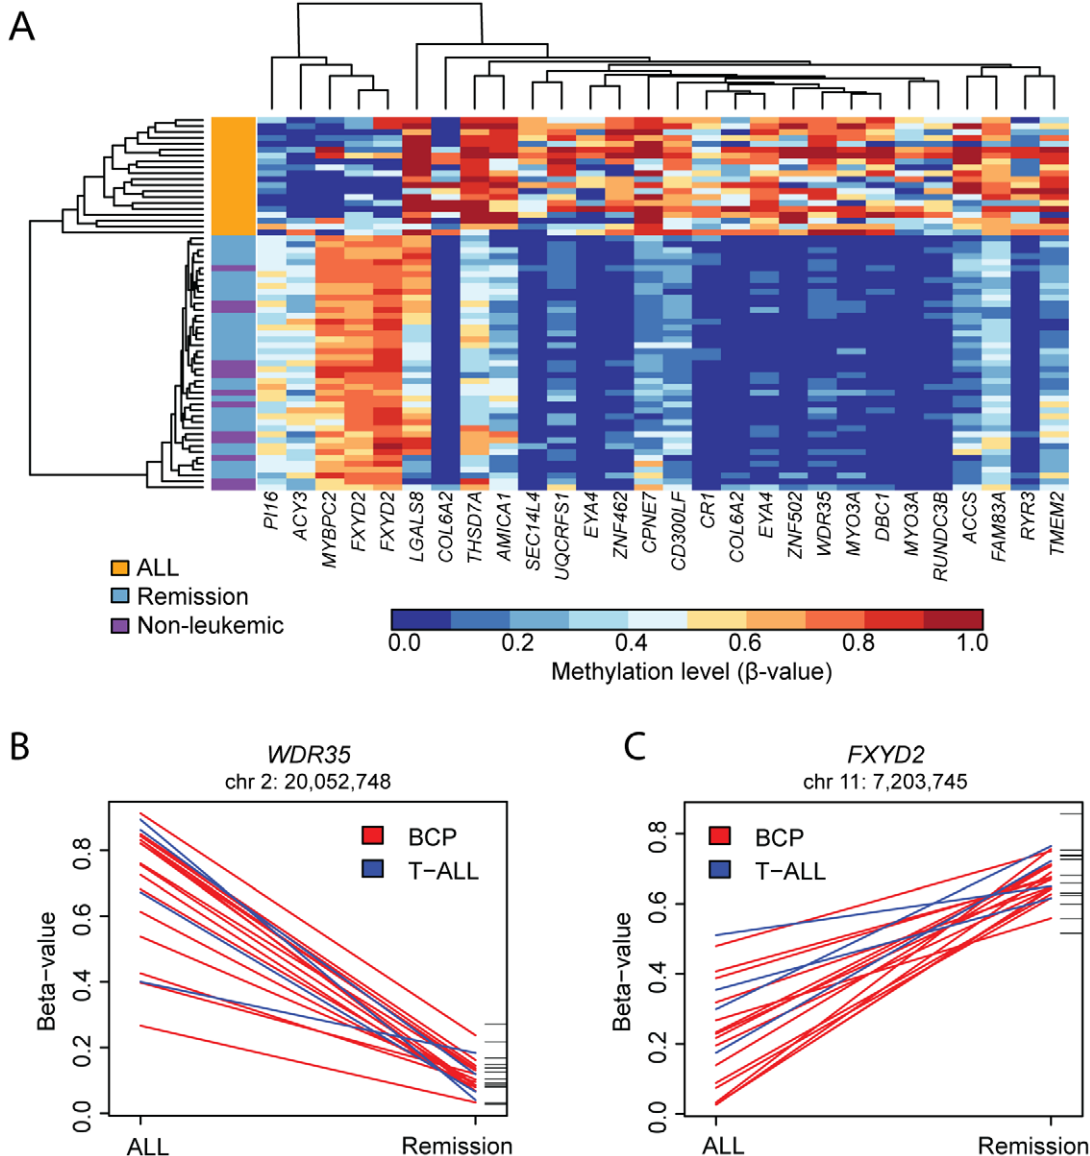 A
PI16
ACY3
MYBPC2
FXYD2
FXYD2
LGALS8
COL6A2
THSD7A
AMICA1
SEC14L4
UQCRFS1
EYA4
ZNF462
CPNE7
CD300LF
CR1
COL6A2
EYA4
ZNF502
WDR35
MYO3A
DBC1
MYO3A
RUNDC3B
ACCS
FAM83A
RYR3
TMEM2
ALL
Remission
Non-leukemic
0.0 0.2 0.4 0.6 0.8 1.0
Methylation level (β-value)
B
WDR35
chr 2: 20,052,748
BCP
T−ALL
Beta−value
0.8
0.6
0.4
0.2
0.0
ALL Remission
C
FXYD2
chr 11: 7,203,745
BCP
T−ALL
Beta−value
0.8
0.6
0.4
0.2
0.0
ALL Remission